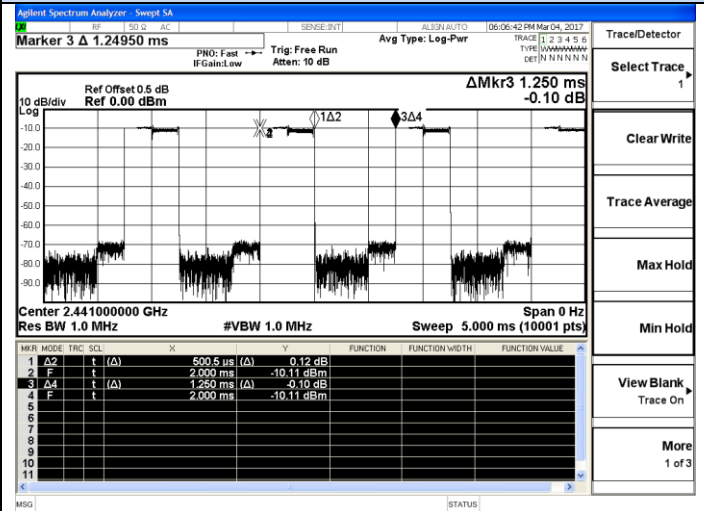 Agilent Spectrum Analyzer - Swept SA
LXI RF 50 Ω AC SENSE:INT ALIGN AUTO 06:06:42 PM Mar 04, 2017
Marker 3 Δ 1.24950 ms
PNO: Fast
IFGain:Low
Trig: Free Run
Atten: 10 dB
Avg Type: Log-Pwr
TRACE 1 2 3 4 5 6
TYPE WWWWWW
DET N N N N N N
Ref Offset 0.5 dB
Ref 0.00 dBm
10 dB/div
Log
ΔMkr3 1.250 ms
-0.10 dB
1Δ2
3Δ4
-10.0
-20.0
-30.0
-40.0
-50.0
-60.0
-70.0
-80.0
-90.0
Center 2.441000000 GHz
Span 0 Hz
Res BW 1.0 MHz #VBW 1.0 MHz Sweep 5.000 ms (10001 pts)
MKR MODE TRC SCL X Y FUNCTION FUNCTION WIDTH FUNCTION VALUE
1 Δ2 t (Δ) 500.5 µs (Δ) 0.12 dB
2 F t 2.000 ms -10.11 dBm
3 Δ4 t (Δ) 1.250 ms (Δ) -0.10 dB
4 F t 2.000 ms -10.11 dBm
5
6
7
8
9
10
11
MSG STATUS
Trace/Detector
Select Trace
1
Clear Write
Trace Average
Max Hold
Min Hold
View Blank
Trace On
More
1 of 3